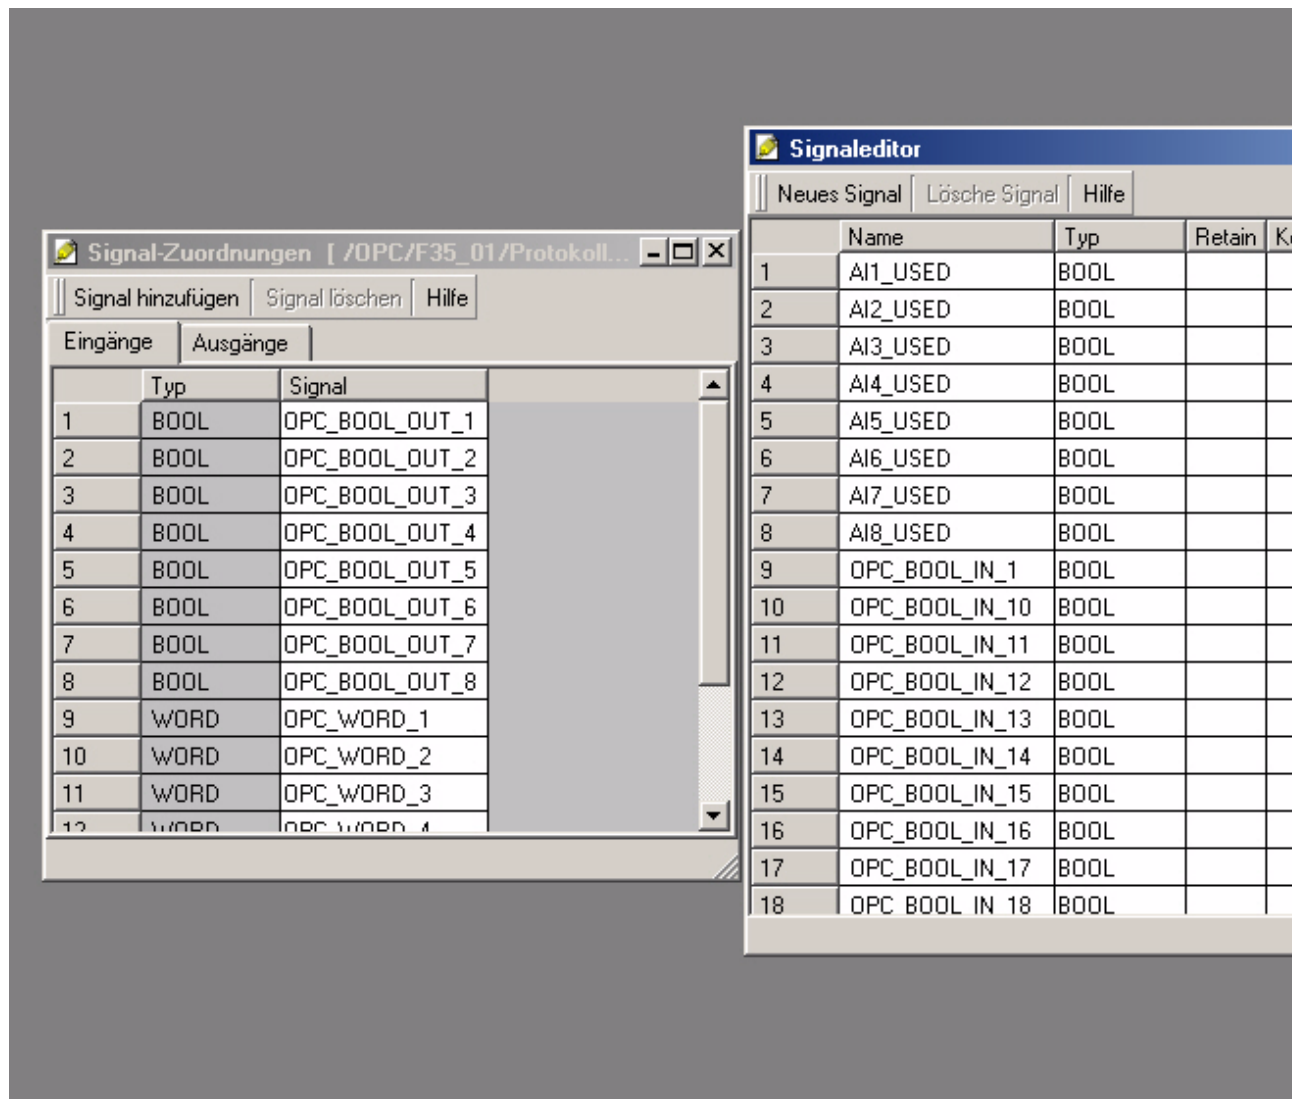 Signal-Zuordnungen [ /OPC/F35_01/Protokoll...
Signal hinzufügen Signal löschen Hilfe
Eingänge Ausgänge
Typ Signal
1 BOOL OPC_BOOL_OUT_1
2 BOOL OPC_BOOL_OUT_2
3 BOOL OPC_BOOL_OUT_3
4 BOOL OPC_BOOL_OUT_4
5 BOOL OPC_BOOL_OUT_5
6 BOOL OPC_BOOL_OUT_6
7 BOOL OPC_BOOL_OUT_7
8 BOOL OPC_BOOL_OUT_8
9 WORD OPC_WORD_1
10 WORD OPC_WORD_2
11 WORD OPC_WORD_3
12 WORD OPC_WORD_4
Signaleditor
Neues Signal Lösche Signal Hilfe
Name Typ Retain
1 AI1_USED BOOL
2 AI2_USED BOOL
3 AI3_USED BOOL
4 AI4_USED BOOL
5 AI5_USED BOOL
6 AI6_USED BOOL
7 AI7_USED BOOL
8 AI8_USED BOOL
9 OPC_BOOL_IN_1 BOOL
10 OPC_BOOL_IN_10 BOOL
11 OPC_BOOL_IN_11 BOOL
12 OPC_BOOL_IN_12 BOOL
13 OPC_BOOL_IN_13 BOOL
14 OPC_BOOL_IN_14 BOOL
15 OPC_BOOL_IN_15 BOOL
16 OPC_BOOL_IN_16 BOOL
17 OPC_BOOL_IN_17 BOOL
18 OPC_BOOL_IN_18 BOOL